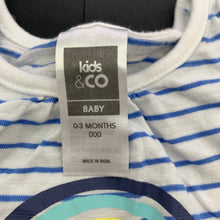 kids
&CO
BABY
0-3 MONTHS
000
MADE IN INDIA